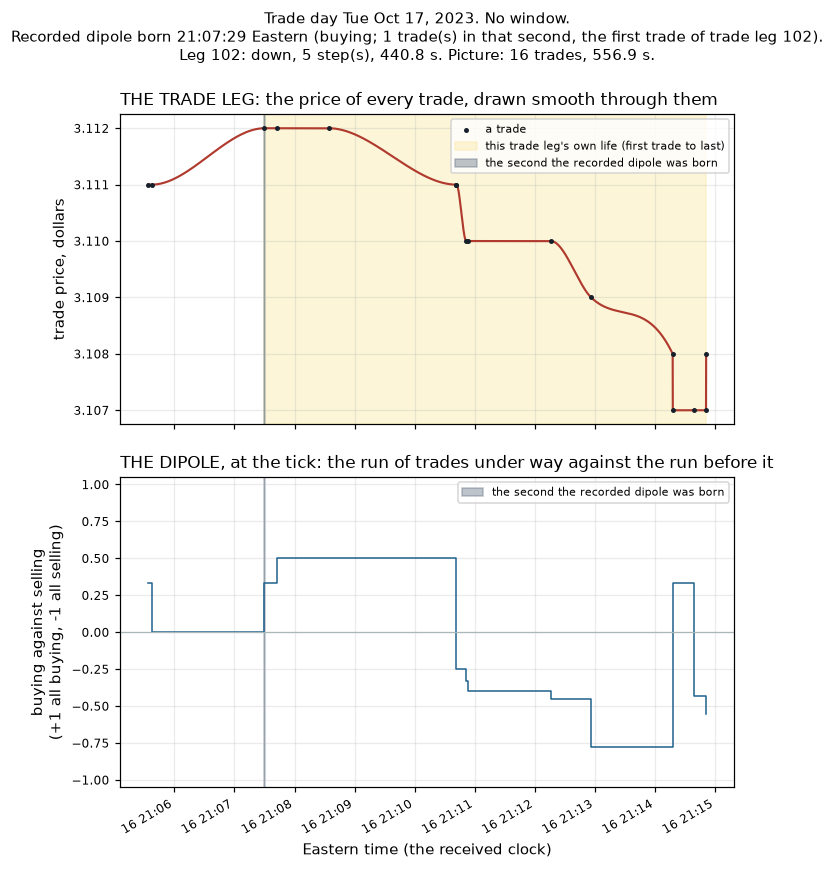 Trade day Tue Oct 17, 2023. No window.
Recorded dipole born 21:07:29 Eastern (buying; 1 trade(s) in that second, the first trade of trade leg 102).
Leg 102: down, 5 step(s), 440.8 s. Picture: 16 trades, 556.9 s.
THE TRADE LEG: the price of every trade, drawn smooth through them
a trade
this trade leg's own life (first trade to last)
the second the recorded dipole was born
3.112
3.111
3.110
3.109
3.108
3.107
trade price, dollars
THE DIPOLE, at the tick: the run of trades under way against the run before it
the second the recorded dipole was born
1.00
0.75
0.50
0.25
0.00
−0.25
−0.50
−0.75
−1.00
buying against selling
(+1 all buying, -1 all selling)
16 21:06
16 21:07
16 21:08
16 21:09
16 21:10
16 21:11
16 21:12
16 21:13
16 21:14
16 21:15
Eastern time (the received clock)